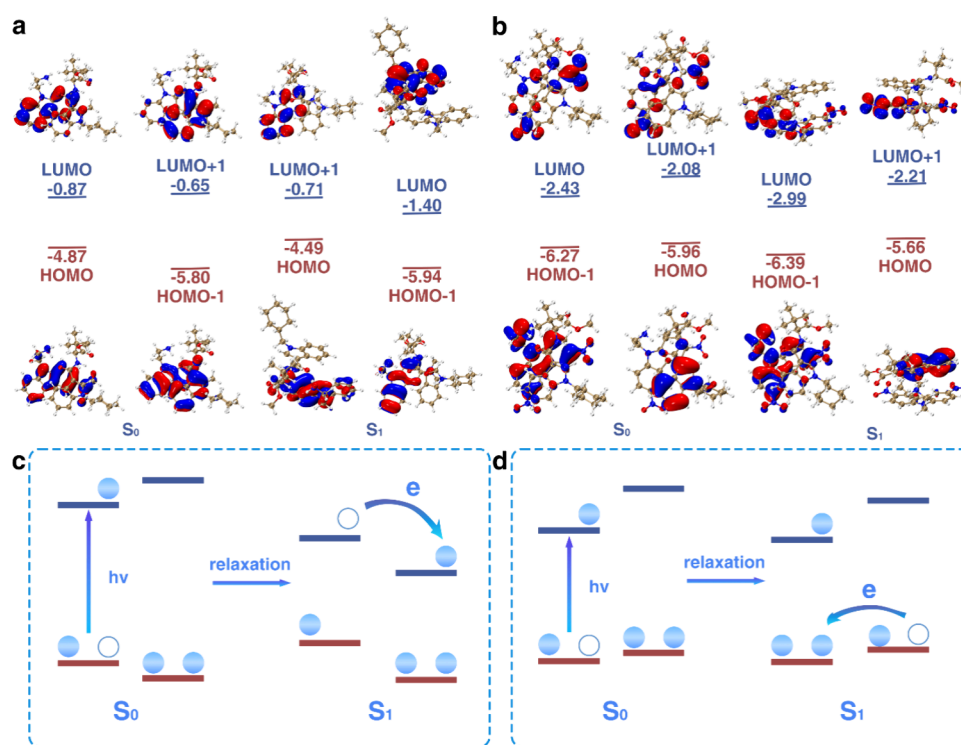 a
b
LUMO
-0.87
LUMO+1
-0.65
LUMO+1
-0.71
LUMO
-1.40
LUMO
-2.43
LUMO+1
-2.08
LUMO
-2.99
LUMO+1
-2.21
-4.87
HOMO
-5.80
HOMO-1
-4.49
HOMO
-5.94
HOMO-1
-6.27
HOMO-1
-5.96
HOMO
-6.39
HOMO-1
-5.66
HOMO
S₀
S₁
S₀
S₁
c
hv
relaxation
e
S₀
S₁
d
hv
relaxation
e
S₀
S₁